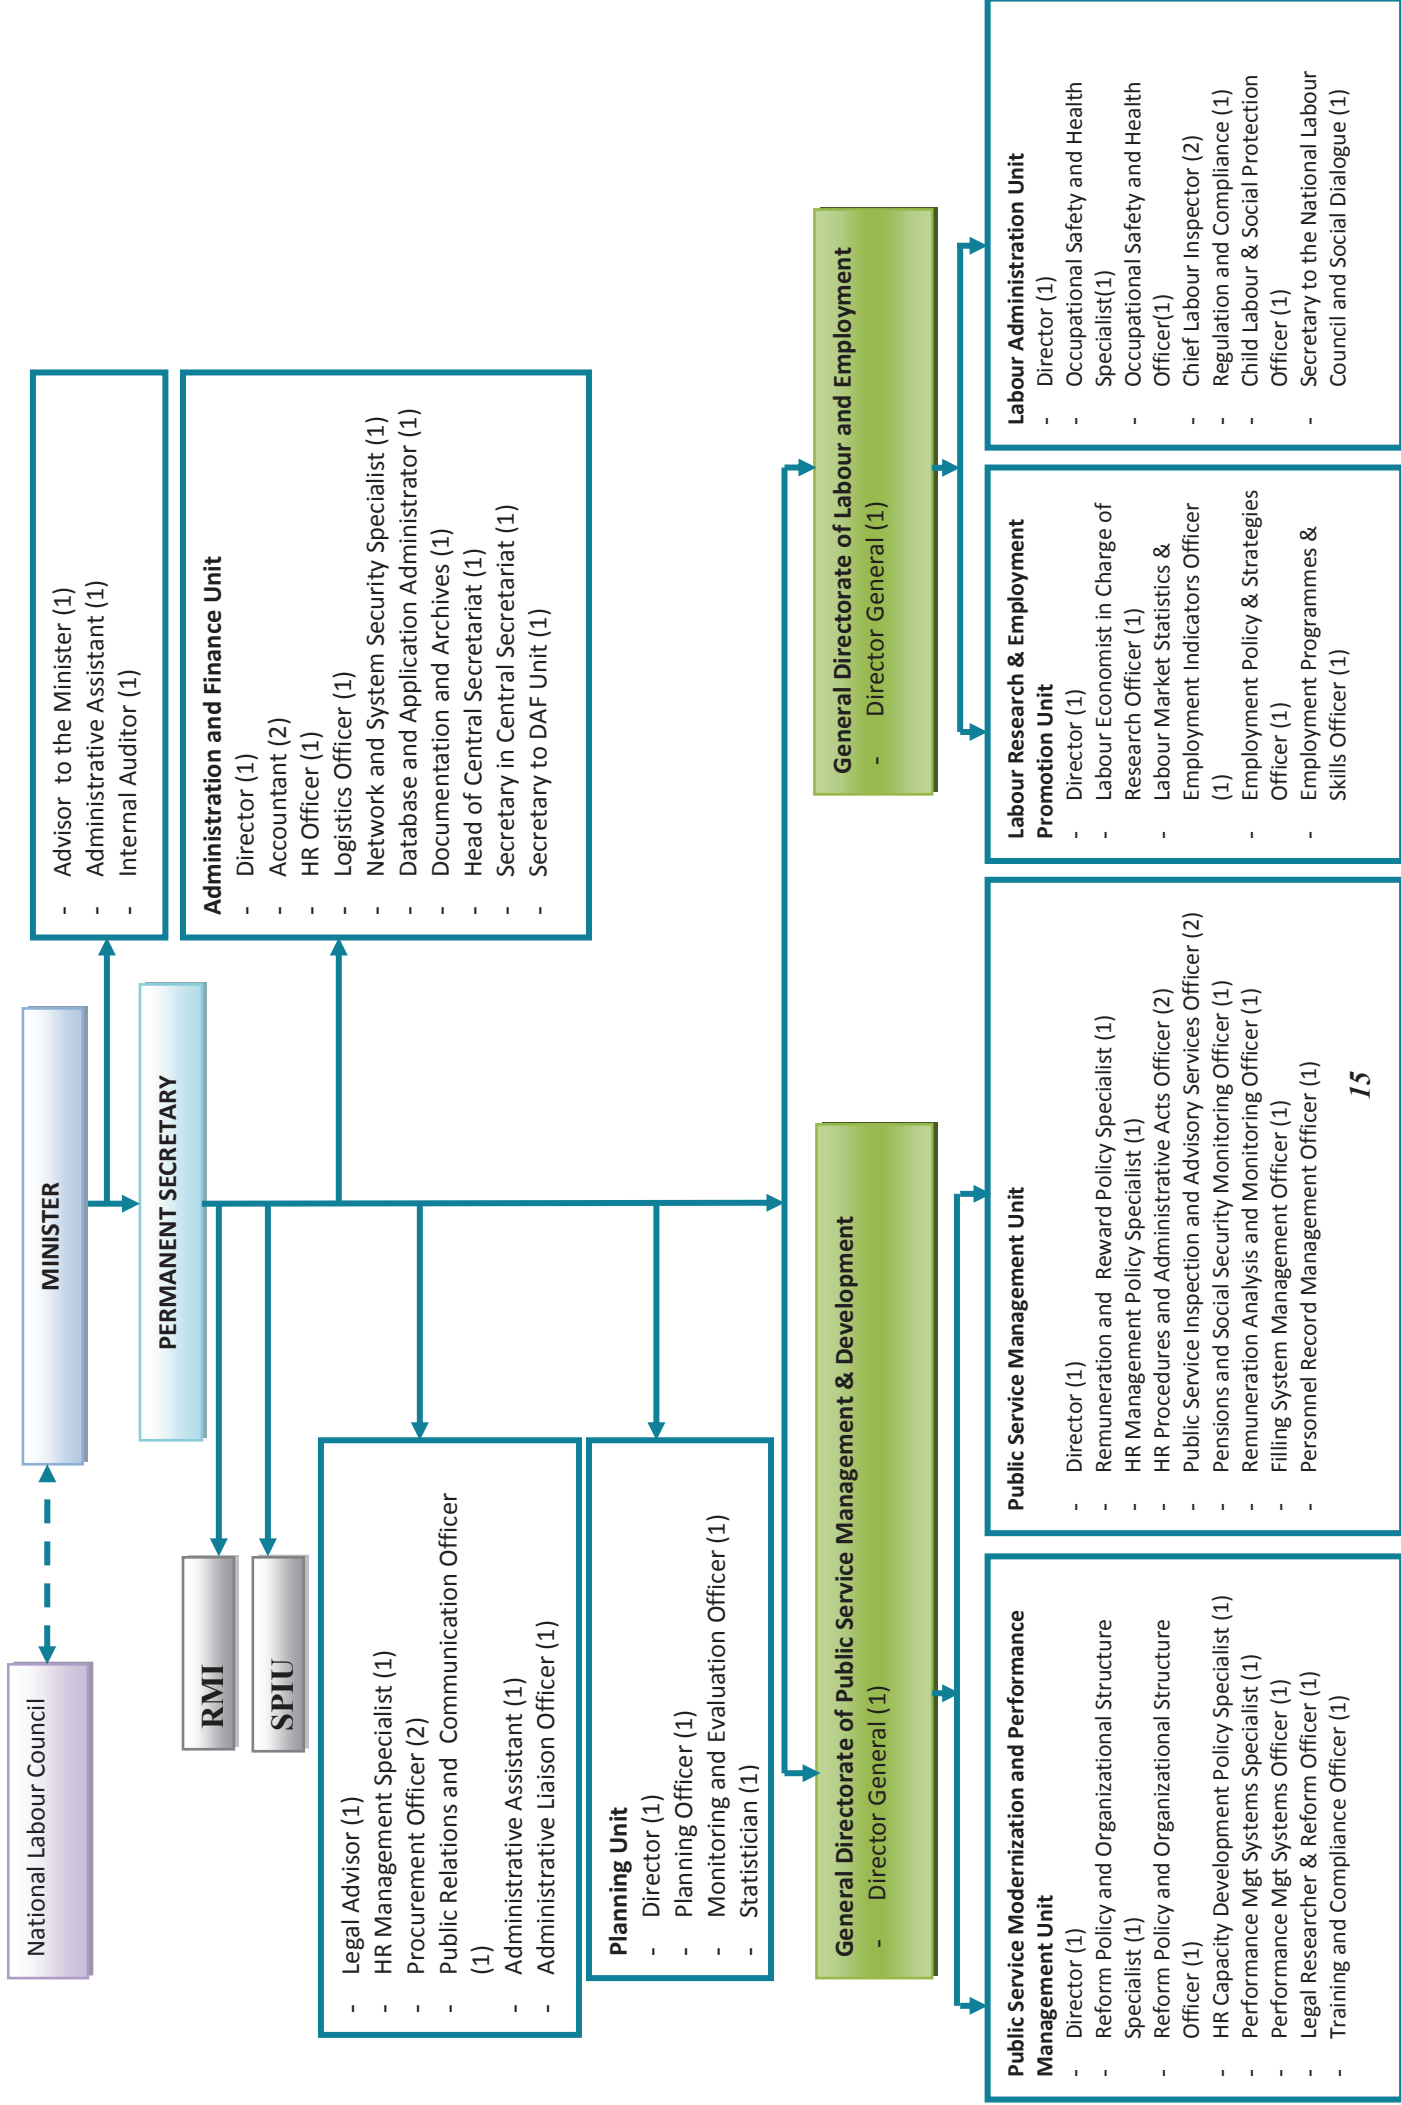 National Labour Council
MINISTER
- Advisor  to the Minister (1)
- Administrative Assistant (1)
- Internal Auditor (1)
PERMANENT SECRETARY
RMI
SPIU
Administration and Finance Unit
- Director (1)
- Accountant (2)
- HR Officer (1)
- Logistics Officer (1)
- Network and System Security Specialist (1)
- Database and Application Administrator (1)
- Documentation and Archives (1)
- Head of Central Secretariat (1)
- Secretary in Central Secretariat (1)
- Secretary to DAF Unit (1)
- Legal Advisor (1)
- HR Management Specialist (1)
- Procurement Officer (2)
- Public Relations and  Communication Officer
(1)
- Administrative Assistant (1)
- Administrative Liaison Officer (1)
Planning Unit
- Director (1)
- Planning Officer (1)
- Monitoring and Evaluation Officer (1)
- Statistician (1)
General Directorate of Public Service Management & Development
- Director General (1)
General Directorate of Labour and Employment
- Director General (1)
Public Service Modernization and Performance
Management Unit
- Director (1)
- Reform Policy and Organizational Structure
Specialist (1)
- Reform Policy and Organizational Structure
Officer (1)
- HR Capacity Development Policy Specialist (1)
- Performance Mgt Systems Specialist (1)
- Performance Mgt Systems Officer (1)
- Legal Researcher & Reform Officer (1)
- Training and Compliance Officer (1)
Public Service Management Unit
- Director (1)
- Remuneration and  Reward Policy Specialist (1)
- HR Management Policy Specialist (1)
- HR Procedures and Administrative Acts Officer (2)
- Public Service Inspection and Advisory Services Officer (2)
- Pensions and Social Security Monitoring Officer (1)
- Remuneration Analysis and Monitoring Officer (1)
- Filling System Management Officer (1)
- Personnel Record Management Officer (1)
15
Labour Research & Employment
Promotion Unit
- Director (1)
- Labour Economist in Charge of
Research Officer (1)
- Labour Market Statistics &
Employment Indicators Officer
(1)
- Employment Policy & Strategies
Officer (1)
- Employment Programmes &
Skills Officer (1)
Labour Administration Unit
- Director (1)
- Occupational Safety and Health
Specialist(1)
- Occupational Safety and Health
Officer(1)
- Chief Labour Inspector (2)
- Regulation and Compliance (1)
- Child Labour & Social Protection
Officer (1)
- Secretary to the National Labour
Council and Social Dialogue (1)